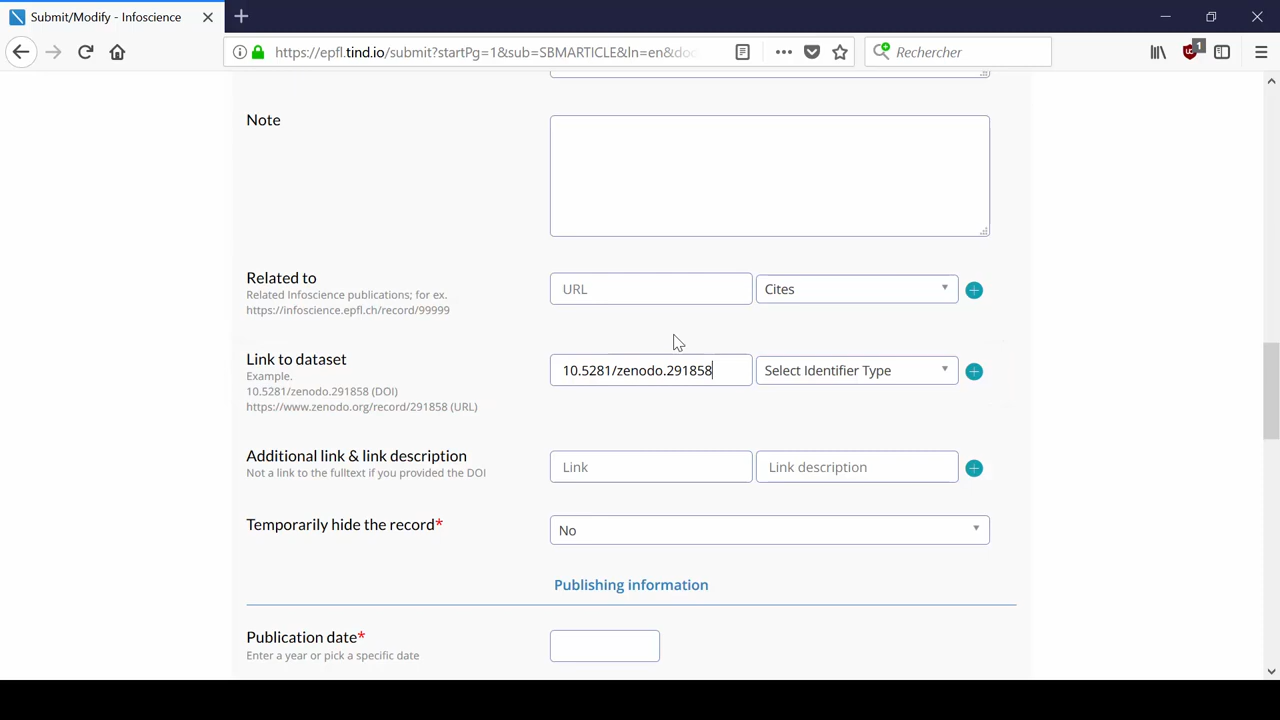 Submit/Modify - Infoscience
https://epfl.tind.io/submit?startPg=1&sub=SBMARTICLE&ln=en&do
Rechercher
1
Note
Related to
Related Infoscience publications; for ex.
https://infoscience.epfl.ch/record/99999
URL
Cites
Link to dataset
Example.
10.5281/zenodo.291858 (DOI)
https://www.zenodo.org/record/291858 (URL)
10.5281/zenodo.291858
Select Identifier Type
Additional link & link description
Not a link to the fulltext if you provided the DOI
Link
Link description
Temporarily hide the record*
No
Publishing information
Publication date*
Enter a year or pick a specific date